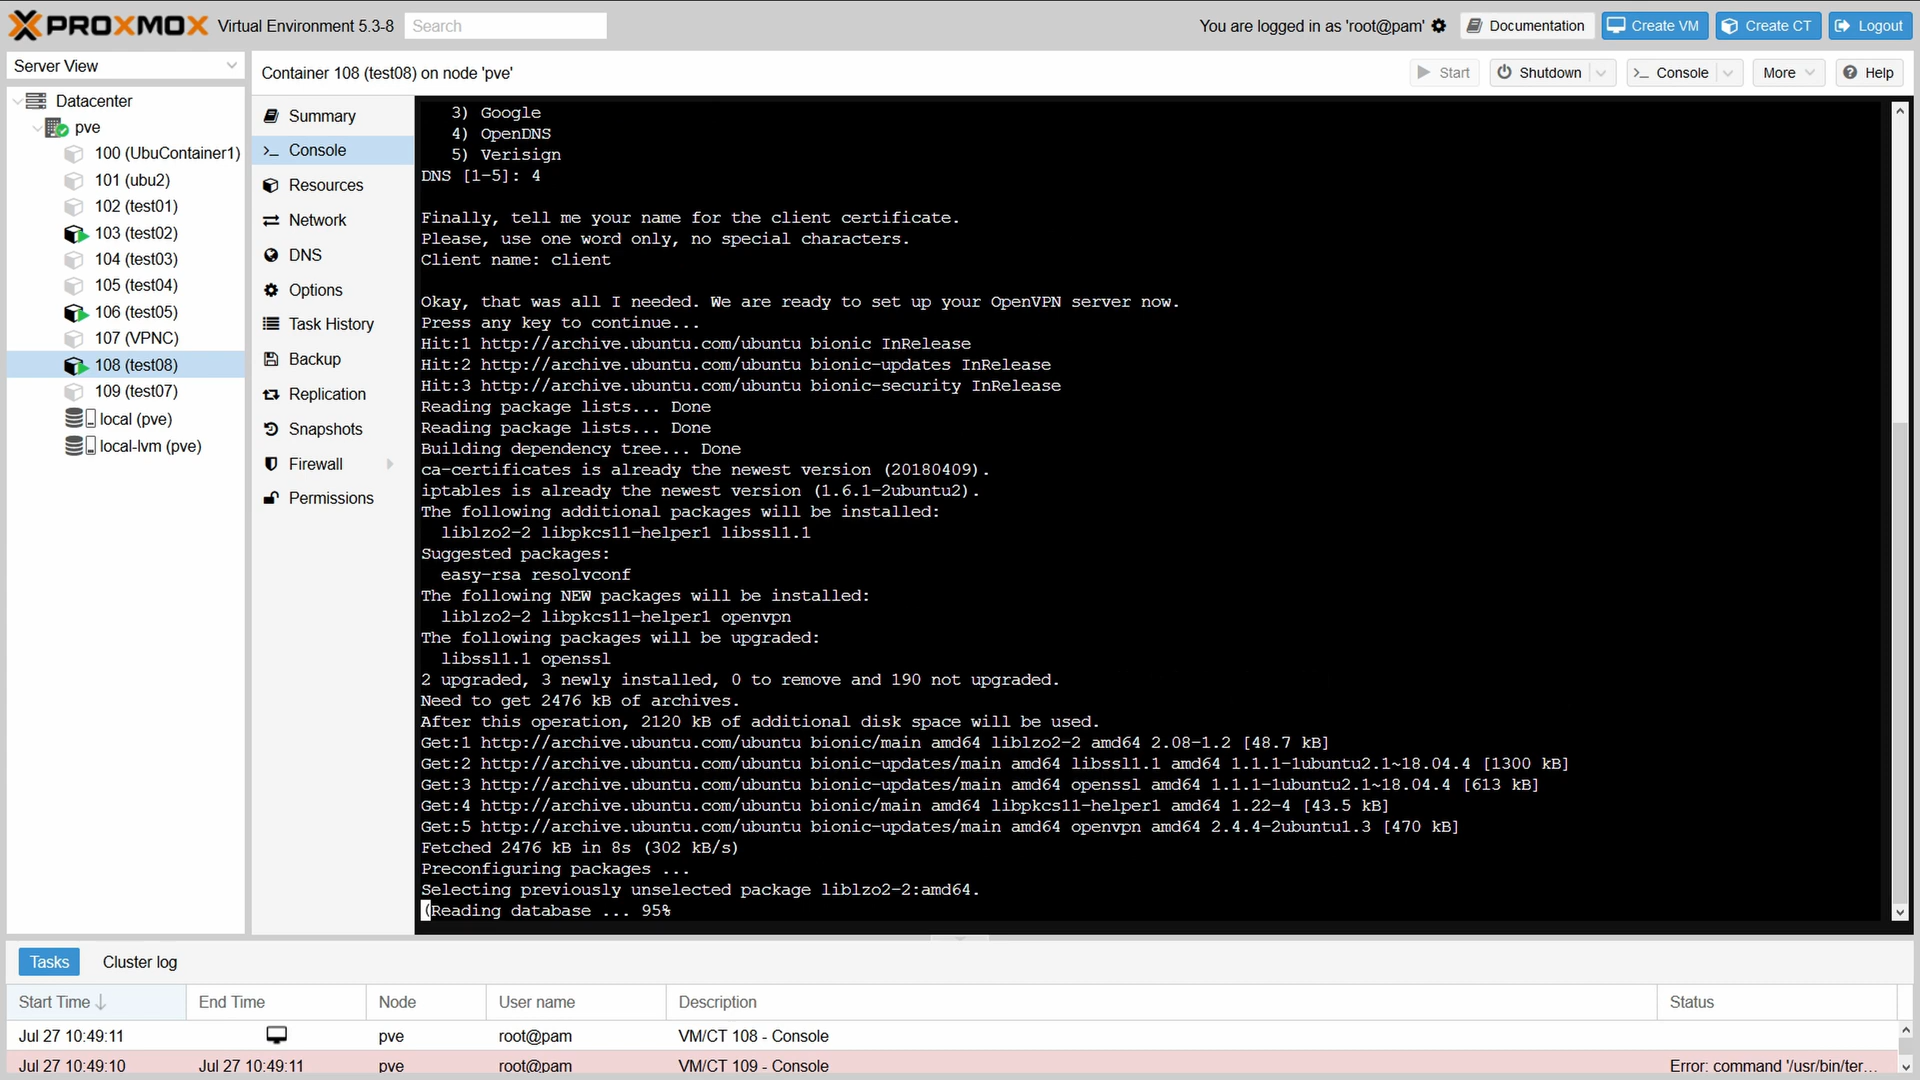 PROXMOX Virtual Environment 5.3-8 Search You are logged in as 'root@pam' Documentation Create VM Create CT Logout
Server View
Container 108 (test08) on node 'pve' Start Shutdown Console More Help
Datacenter
pve
100 (UbuContainer1)
101 (ubu2)
102 (test01)
103 (test02)
104 (test03)
105 (test04)
106 (test05)
107 (VPNC)
108 (test08)
109 (test07)
local (pve)
local-lvm (pve)
Summary
Console
Resources
Network
DNS
Options
Task History
Backup
Replication
Snapshots
Firewall
Permissions
3) Google
4) OpenDNS
5) Verisign
DNS [1-5]: 4
Finally, tell me your name for the client certificate.
Please, use one word only, no special characters.
Client name: client
Okay, that was all I needed. We are ready to set up your OpenVPN server now.
Press any key to continue...
Hit:1 http://archive.ubuntu.com/ubuntu bionic InRelease
Hit:2 http://archive.ubuntu.com/ubuntu bionic-updates InRelease
Hit:3 http://archive.ubuntu.com/ubuntu bionic-security InRelease
Reading package lists... Done
Reading package lists... Done
Building dependency tree... Done
ca-certificates is already the newest version (20180409).
iptables is already the newest version (1.6.1-2ubuntu2).
The following additional packages will be installed:
liblzo2-2 libpkcs11-helper1 libssl1.1
Suggested packages:
easy-rsa resolvconf
The following NEW packages will be installed:
liblzo2-2 libpkcs11-helper1 openvpn
The following packages will be upgraded:
libssl1.1 openssl
2 upgraded, 3 newly installed, 0 to remove and 190 not upgraded.
Need to get 2476 kB of archives.
After this operation, 2120 kB of additional disk space will be used.
Get:1 http://archive.ubuntu.com/ubuntu bionic/main amd64 liblzo2-2 amd64 2.08-1.2 [48.7 kB]
Get:2 http://archive.ubuntu.com/ubuntu bionic-updates/main amd64 libssl1.1 amd64 1.1.1-1ubuntu2.1~18.04.4 [1300 kB]
Get:3 http://archive.ubuntu.com/ubuntu bionic-updates/main amd64 openssl amd64 1.1.1-1ubuntu2.1~18.04.4 [613 kB]
Get:4 http://archive.ubuntu.com/ubuntu bionic/main amd64 libpkcs11-helper1 amd64 1.22-4 [43.5 kB]
Get:5 http://archive.ubuntu.com/ubuntu bionic-updates/main amd64 openvpn amd64 2.4.4-2ubuntu1.3 [470 kB]
Fetched 2476 kB in 8s (302 kB/s)
Preconfiguring packages ...
Selecting previously unselected package liblzo2-2:amd64.
(Reading database ... 95%
Tasks Cluster log
Start Time End Time Node User name Description Status
Jul 27 10:49:11 pve root@pam VM/CT 108 - Console
Jul 27 10:49:10 Jul 27 10:49:11 pve root@pam VM/CT 109 - Console Error: command '/usr/bin/ter...